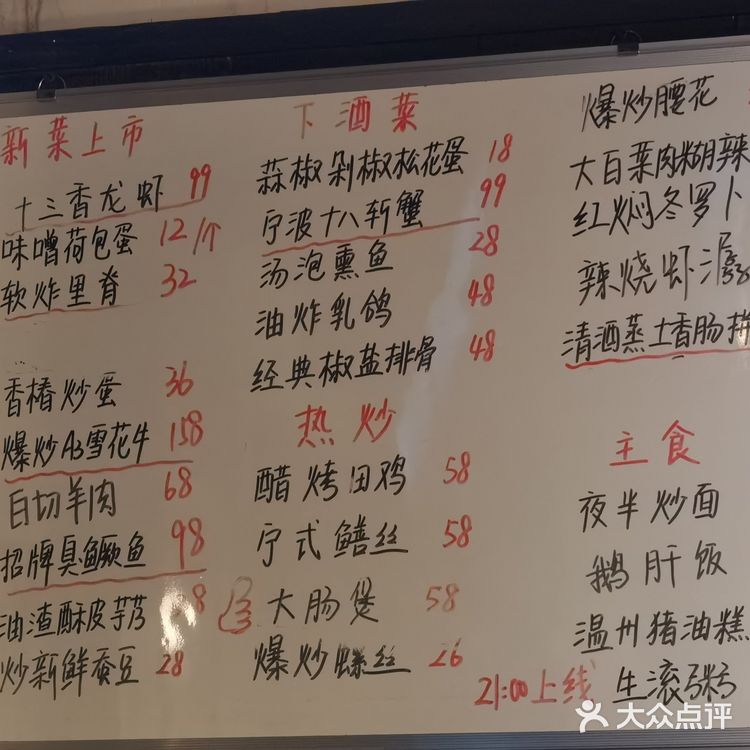 新菜上市
十三香龙虾 99
味噌荷包蛋 12/个
软炸里脊 32
香椿炒蛋 36
爆炒A3雪花牛 158
白切羊肉 68
招牌臭鳜鱼 98
油渣酥皮芋艿 8
炒新鲜蚕豆 28
下酒菜
蒜椒剁椒松花蛋 18
宁波十八斩蟹 99
汤泡熏鱼 28
油炸乳鸽 48
经典椒盐排骨 48
热炒
醋烤田鸡 58
宁式鳝丝 58
大肠煲 58
爆炒螺丝 26
爆炒腰花
大白菜肉糊辣
红焖冬罗卜
辣烧虾潺
清酒蒸土香肠拼
主食
夜半炒面
鹅肝饭
温州猪油糕
21:00上线 生滚粥
大众点评